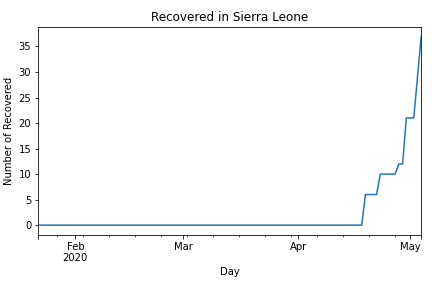 Recovered in Sierra Leone
Number of Recovered
35
30
25
20
15
10
5
0
Feb
2020
Mar
Apr
May
Day